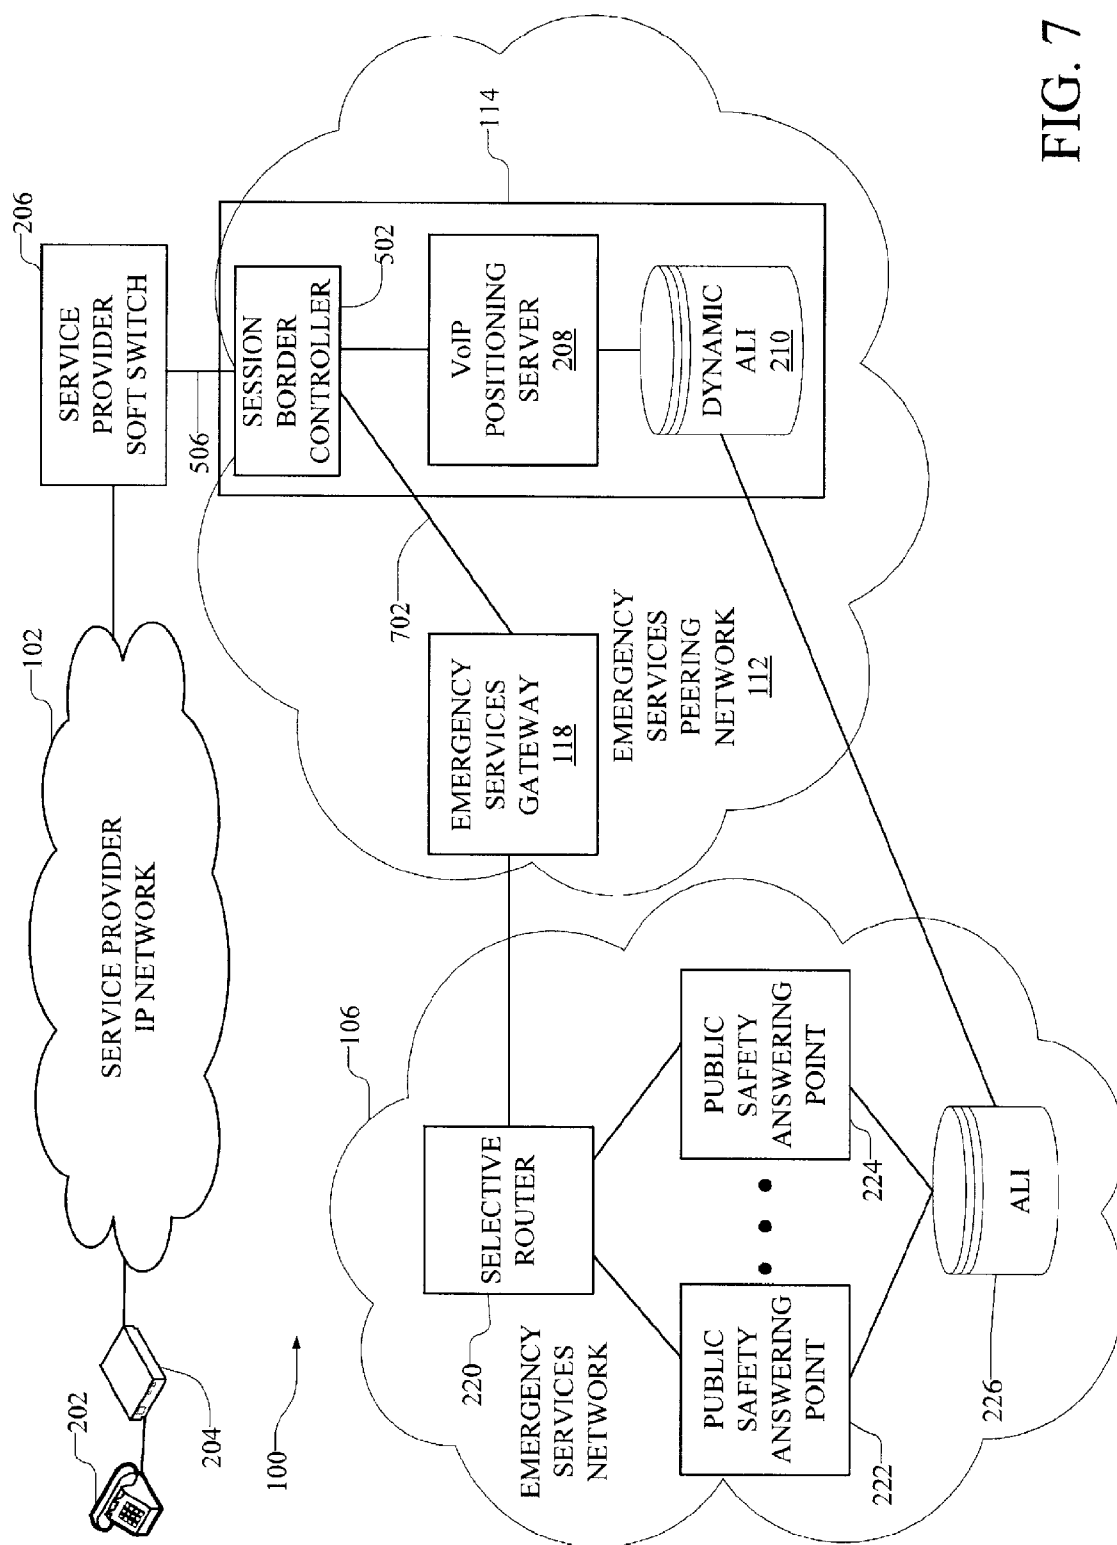 202
204
100
102
SERVICE PROVIDER
IP NETWORK
206
SERVICE
PROVIDER
SOFT SWITCH
506
SESSION
BORDER
CONTROLLER
502
114
VoIP
POSITIONING
SERVER
208
DYNAMIC
ALI
210
702
EMERGENCY
SERVICES
GATEWAY
118
EMERGENCY
SERVICES
PEERING
NETWORK
112
106
SELECTIVE
ROUTER
220
EMERGENCY
SERVICES
NETWORK
PUBLIC
SAFETY
ANSWERING
POINT
222
PUBLIC
SAFETY
ANSWERING
POINT
224
ALI
226
FIG. 7